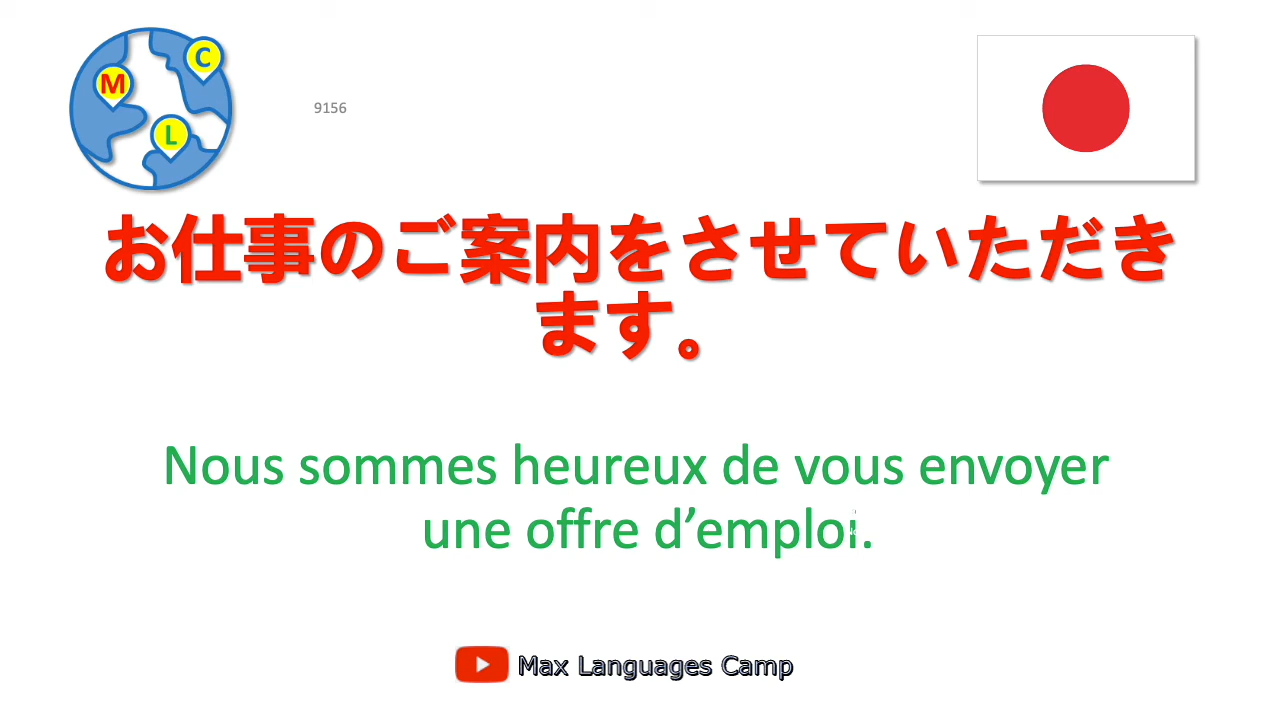 C
M
L
9156
お仕事のご案内をさせていただき
ます。
Nous sommes heureux de vous envoyer
une offre d’emploi.
Max Languages Camp